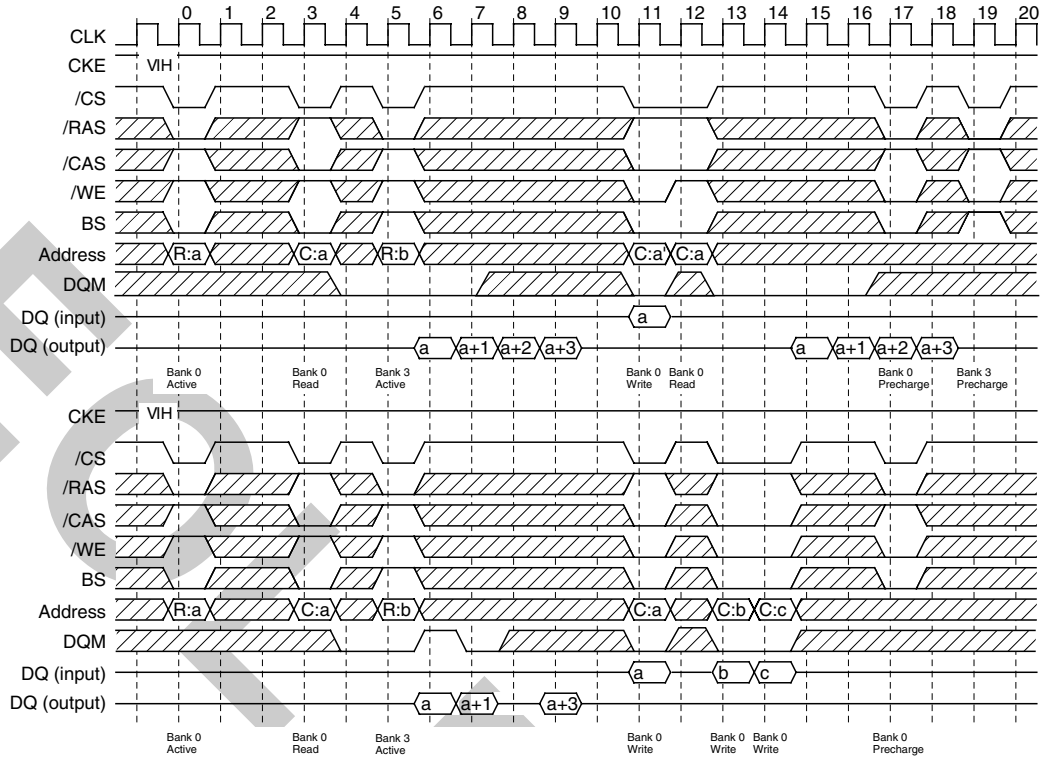 0 1 2 3 4 5 6 7 8 9 10 11 12 13 14 15 16 17 18 19 20
CLK
CKE VIH
/CS
/RAS
/CAS
/WE
BS
Address R:a C:a R:b C:a' C:a
DQM
DQ (input) a
DQ (output) a a+1 a+2 a+3 a a+1 a+2 a+3
Bank 0 Bank 0 Bank 3 Bank 0 Bank 0 Bank 0 Bank 3
Active Read Active Write Read Precharge Precharge
CKE VIH
/CS
/RAS
/CAS
/WE
BS
Address R:a C:a R:b C:a C:b C:c
DQM
DQ (input) a b c
DQ (output) a a+1 a+3
Bank 0 Bank 0 Bank 3 Bank 0 Bank 0 Bank 0 Bank 0
Active Read Active Write Write Write Precharge